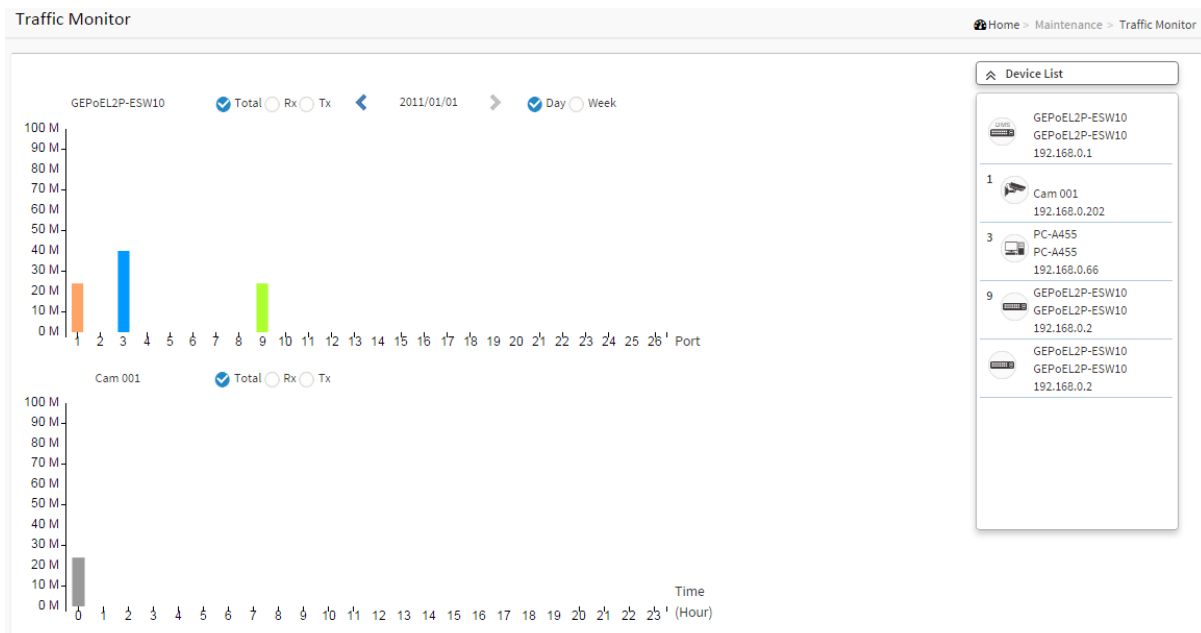 Traffic Monitor
Home > Maintenance > Traffic Monitor
Device List
GEPoEL2P-ESW10 Total Rx Tx 2011/01/01 Day Week
100 M
90 M
80 M
70 M
60 M
50 M
40 M
30 M
20 M
10 M
0 M
1 2 3 4 5 6 7 8 9 10 11 12 13 14 15 16 17 18 19 20 21 22 23 24 25 26 Port
Cam 001 Total Rx Tx
100 M
90 M
80 M
70 M
60 M
50 M
40 M
30 M
20 M
10 M
0 M
0 1 2 3 4 5 6 7 8 9 10 11 12 13 14 15 16 17 18 19 20 21 22 23
Time
(Hour)
DMS
GEPoEL2P-ESW10
GEPoEL2P-ESW10
192.168.0.1
1
Cam 001
192.168.0.202
3
PC-A455
PC-A455
192.168.0.66
9
GEPoEL2P-ESW10
GEPoEL2P-ESW10
192.168.0.2
GEPoEL2P-ESW10
GEPoEL2P-ESW10
192.168.0.2